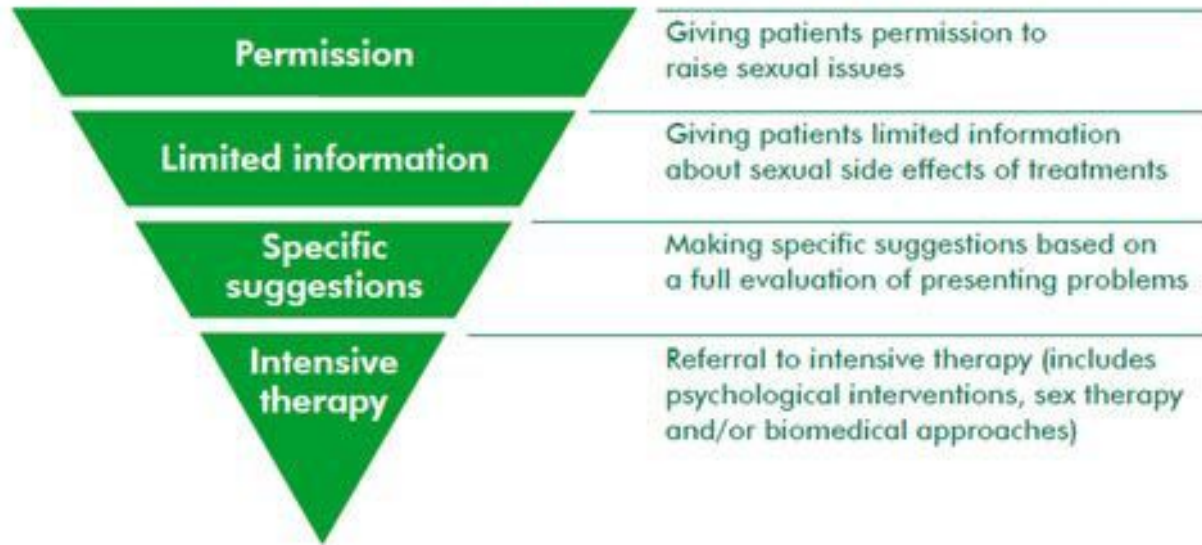 Permission
Giving patients permission to
raise sexual issues
Limited information
Giving patients limited information
about sexual side effects of treatments
Specific
suggestions
Making specific suggestions based on
a full evaluation of presenting problems
Intensive
therapy
Referral to intensive therapy (includes
psychological interventions, sex therapy
and/or biomedical approaches)